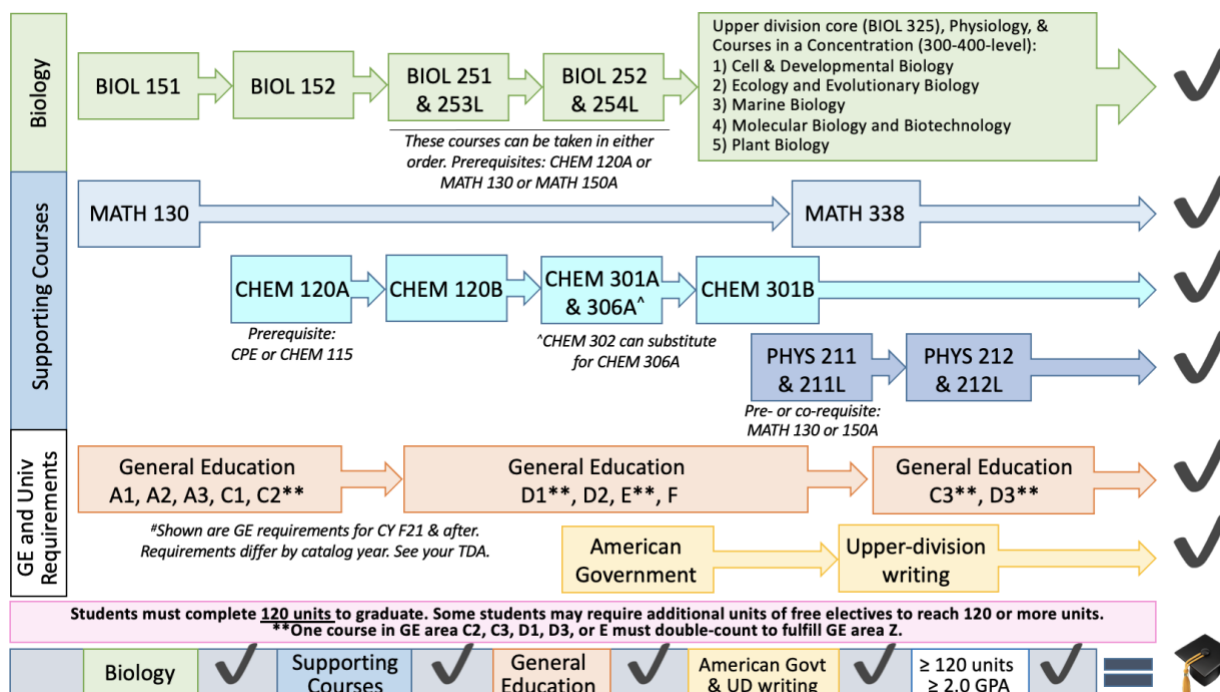 Biology
BIOL 151
BIOL 152
BIOL 251
& 253L
BIOL 252
& 254L
These courses can be taken in either
order. Prerequisites: CHEM 120A or
MATH 130 or MATH 150A
Upper division core (BIOL 325), Physiology, &
Courses in a Concentration (300-400-level):
1) Cell & Developmental Biology
2) Ecology and Evolutionary Biology
3) Marine Biology
4) Molecular Biology and Biotechnology
5) Plant Biology
Supporting Courses
MATH 130
MATH 338
CHEM 120A
Prerequisite:
CPE or CHEM 115
CHEM 120B
CHEM 301A
& 306A^
^CHEM 302 can substitute
for CHEM 306A
CHEM 301B
PHYS 211
& 211L
Pre- or co-requisite:
MATH 130 or 150A
PHYS 212
& 212L
GE and Univ
Requirements
General Education
A1, A2, A3, C1, C2**
General Education
D1**, D2, E**, F
General Education
C3**, D3**
#Shown are GE requirements for CY F21 & after.
Requirements differ by catalog year. See your TDA.
American
Government
Upper-division
writing
Students must complete 120 units to graduate. Some students may require additional units of free electives to reach 120 or more units.
**One course in GE area C2, C3, D1, D3, or E must double-count to fulfill GE area Z.
Biology
Supporting
Courses
General
Education
American Govt
& UD writing
≥ 120 units
≥ 2.0 GPA